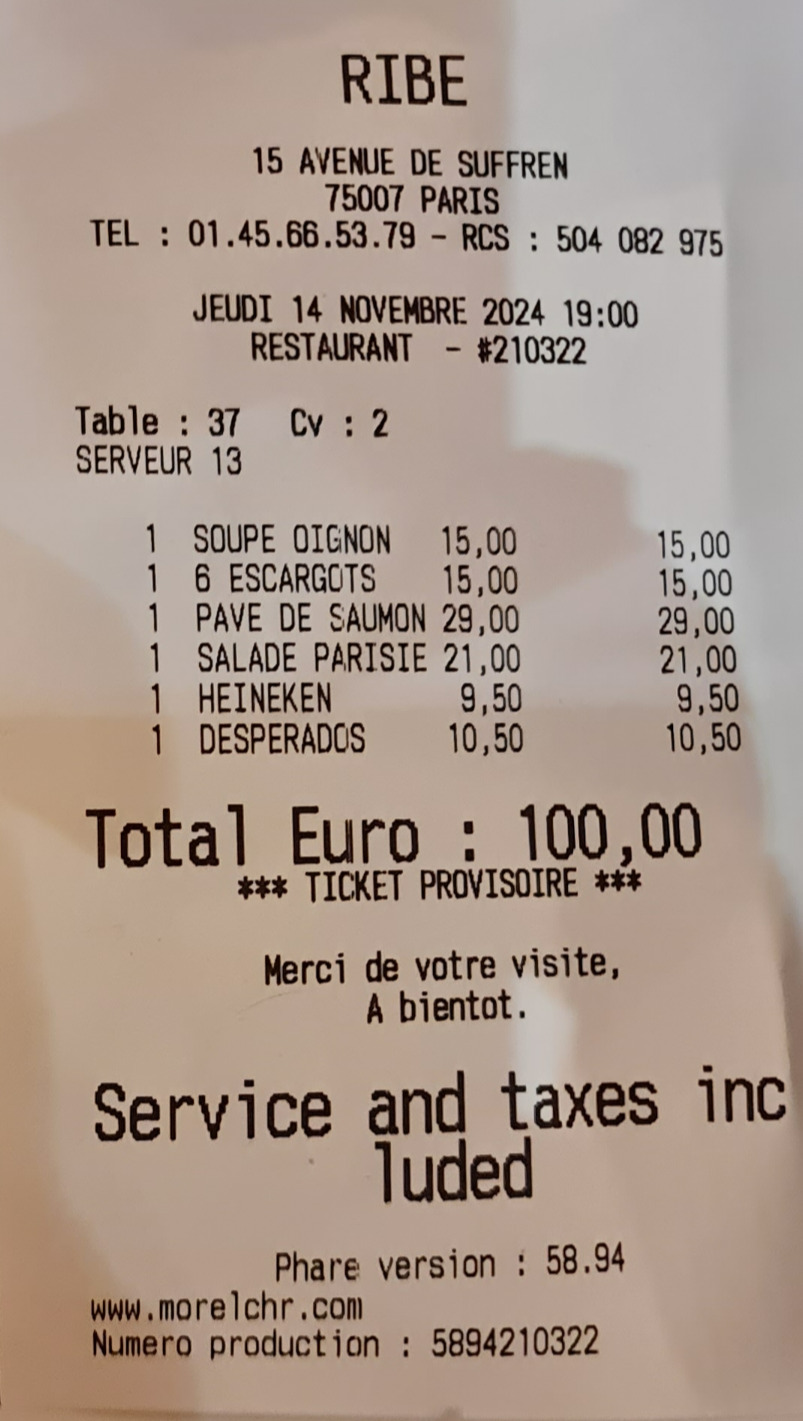 RIBE
15 AVENUE DE SUFFREN
75007 PARIS
TEL : 01.45.66.53.79 - RCS : 504 082 975
JEUDI 14 NOVEMBRE 2024 19:00
RESTAURANT - #210322
Table : 37 Cv : 2
SERVEUR 13
1 SOUPE OIGNON 15,00 15,00
1 6 ESCARGOTS 15,00 15,00
1 PAVE DE SAUMON 29,00 29,00
1 SALADE PARISIE 21,00 21,00
1 HEINEKEN 9,50 9,50
1 DESPERADOS 10,50 10,50
Total Euro : 100,00
*** TICKET PROVISOIRE ***
Merci de votre visite,
A bientot.
Service and taxes inc
luded
Phare version : 58.94
www.morelchr.com
Numero production : 5894210322